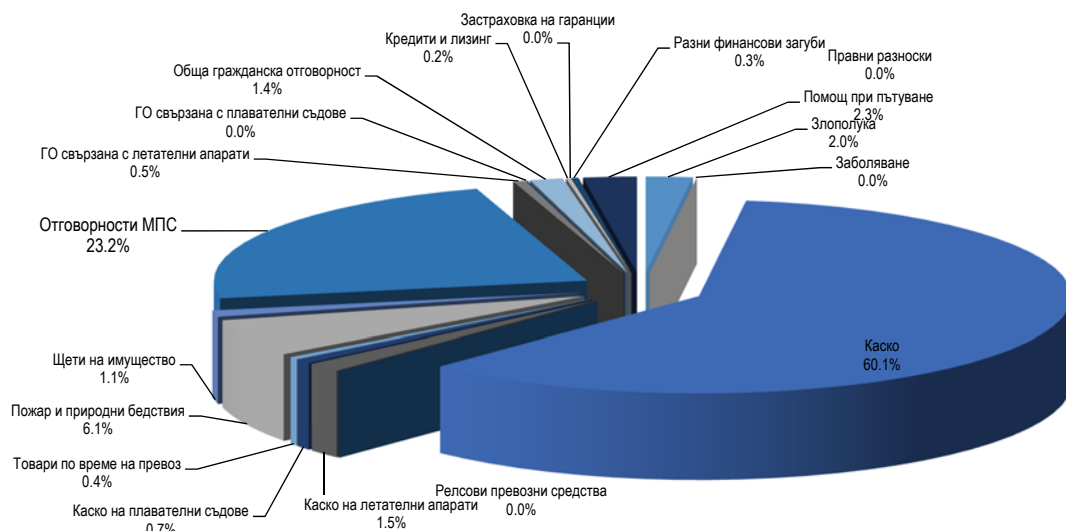 Застраховка на гаранции
0.0%
Кредити и лизинг
0.2%
Разни финансови загуби
0.3%
Правни разноски
0.0%
Обща гражданска отговорност
1.4%
Помощ при пътуване
2.3%
ГО свързана с плавателни съдове
0.0%
Злополука
2.0%
ГО свързана с летателни апарати
0.5%
Заболяване
0.0%
Отговорности МПС
23.2%
Каско
60.1%
Щети на имущество
1.1%
Пожар и природни бедствия
6.1%
Товари по време на превоз
0.4%
Релсови превозни средства
0.0%
Каско на летателни апарати
1.5%
Каско на плавателни съдове
0.7%